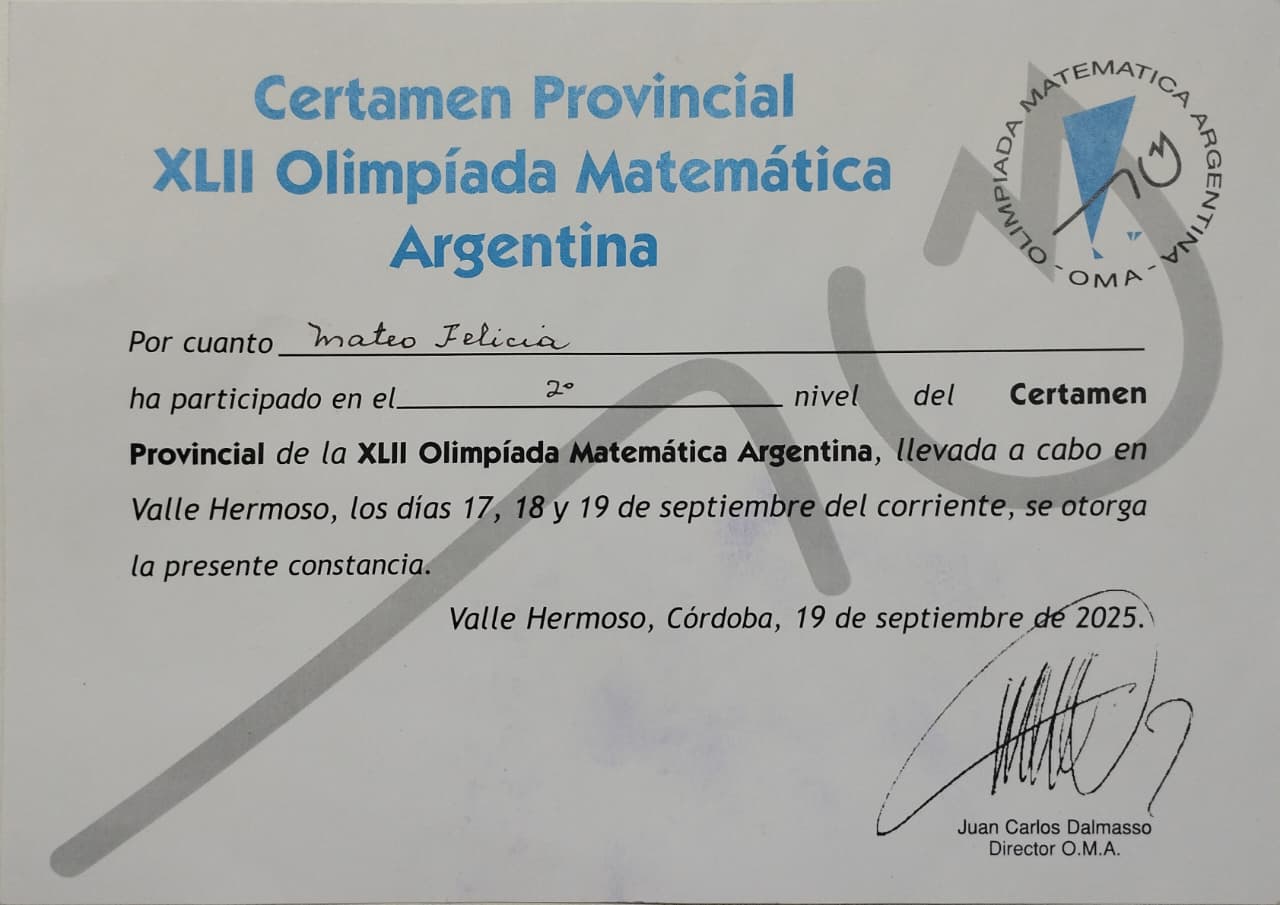 Certamen Provincial
XLII Olimpíada Matemática
Argentina
OLIMPIADA MATEMATICA ARGENTINA
- OMA -
Por cuanto Mateo Felicia
ha participado en el 2º nivel del Certamen
Provincial de la XLII Olimpíada Matemática Argentina, llevada a cabo en
Valle Hermoso, los días 17, 18 y 19 de septiembre del corriente, se otorga
la presente constancia.
Valle Hermoso, Córdoba, 19 de septiembre de 2025.
Juan Carlos Dalmasso
Director O.M.A.